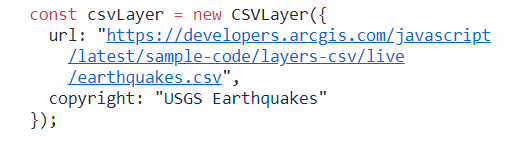 const csvLayer = new CSVLayer({
url: "https://developers.arcgis.com/javascript
/latest/sample-code/layers-csv/live
/earthquakes.csv",
copyright: "USGS Earthquakes"
});